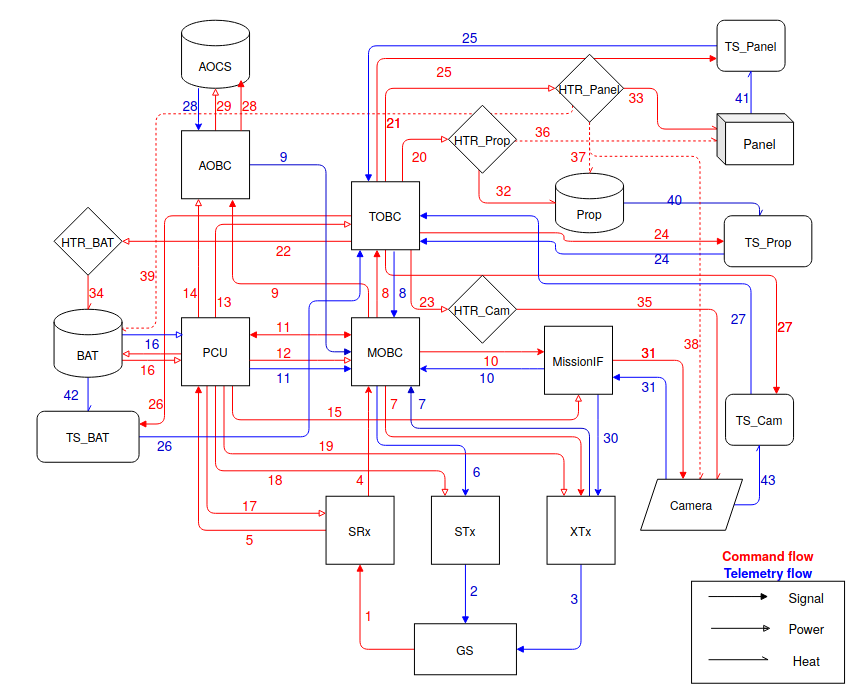 25
TS_Panel
AOCS
25
HTR_Panel
33
41
28
29
28
21
36
Panel
HTR_Prop
9
20
37
AOBC
32
40
Prop
TOBC
24
TS_Prop
HTR_BAT
22
24
39
34
14
13
9
8
8
23
HTR_Cam
35
27
27
11
16
BAT
PCU
12
MOBC
10
MissionIF
31
38
16
11
10
31
42
26
15
7
7
TS_Cam
TS_BAT
26
19
30
18
4
6
43
17
SRx
STx
XTx
Camera
5
Command flow
Telemetry flow
2
3
Signal
1
Power
GS
Heat